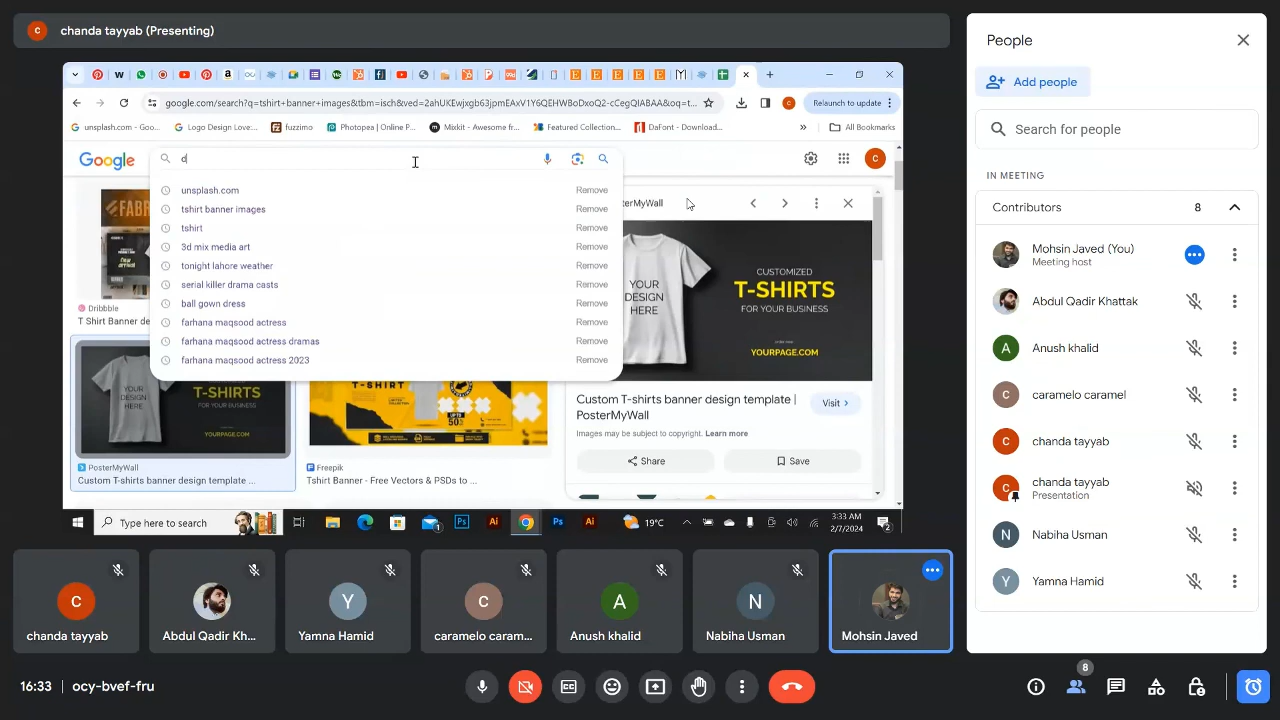 C chanda tayyab (Presenting)
google.com/search?q=tshirt+banner+images&tbm=isch&ved=2ahUKEwjxgb63jpmEAxV1Y6QEHWBoDxoQ2-cCegQIABAA&oq=t...
C
Relaunch to update
unsplash.com - Goo...
Logo Design Love:...
fuzzimo
Photopea | Online P...
Mixkit - Awesome fr...
Featured Collection...
DaFont - Download...
»
All Bookmarks
Google
d
C
unsplash.com Remove
tshirt banner images Remove
tshirt Remove
3d mix media art Remove
tonight lahore weather Remove
serial killer drama casts Remove
ball gown dress Remove
farhana maqsood actress Remove
farhana maqsood actress dramas Remove
farhana maqsood actress 2023 Remove
Dribbble
T Shirt Banner de
YOUR
DESIGN
HERE
T-SHIRTS
FOR YOUR BUSINESS
YOURPAGE.COM
PosterMyWall
Custom T-shirts banner design template ...
T-SHIRT
50%
Freepik
Tshirt Banner - Free Vectors & PSDs to ...
terMyWall
YOUR
DESIGN
HERE
CUSTOMIZED
T-SHIRTS
FOR YOUR BUSINESS
YOURPAGE.COM
Custom T-shirts banner design template |
PosterMyWall
Visit
Images may be subject to copyright. Learn more
Share
Save
Type here to search
Ps
Ai
Ps
Ai
19°C
3:33 AM
2/7/2024
2
C
chanda tayyab
Abdul Qadir Kh...
Y
Yamna Hamid
C
caramelo caram...
A
Anush khalid
N
Nabiha Usman
Mohsin Javed
16:33 | ocy-bvef-fru
8
People
Add people
Search for people
IN MEETING
Contributors 8
Mohsin Javed (You)
Meeting host
Abdul Qadir Khattak
A Anush khalid
C caramelo caramel
C chanda tayyab
C chanda tayyab
Presentation
N Nabiha Usman
Y Yamna Hamid